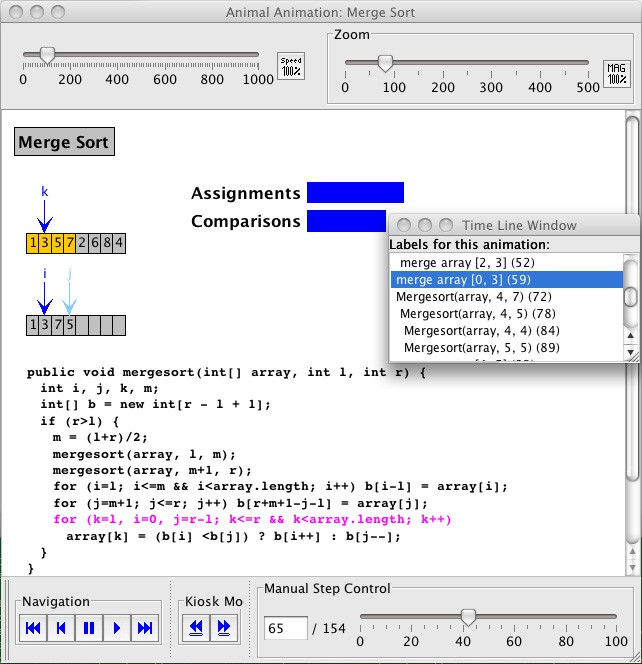 Animal Animation: Merge Sort
Zoom
Speed
100%
0 200 400 600 800 1000
MAG
100%
0 100 200 300 400 500
Merge Sort
k
Assignments
Comparisons
1 3 5 7 2 6 8 4
i j
1 3 7 5
Time Line Window
Labels for this animation:
merge array [2, 3] (52)
merge array [0, 3] (59)
Mergesort(array, 4, 7) (72)
Mergesort(array, 4, 5) (78)
Mergesort(array, 4, 4) (84)
Mergesort(array, 5, 5) (89)
public void mergesort(int[] array, int l, int r) {
int i, j, k, m;
int[] b = new int[r - l + 1];
if (r>l) {
m = (l+r)/2;
mergesort(array, l, m);
mergesort(array, m+1, r);
for (i=l; i<=m && i<array.length; i++) b[i-l] = array[i];
for (j=m+1; j<=r; j++) b[r+m+1-j-l] = array[j];
for (k=l, i=0, j=r-l; k<=r && k<array.length; k++)
array[k] = (b[i] <b[j]) ? b[i++] : b[j--];
}
}
Navigation
Kiosk Mo
Manual Step Control
65 / 154
0 20 40 60 80 100